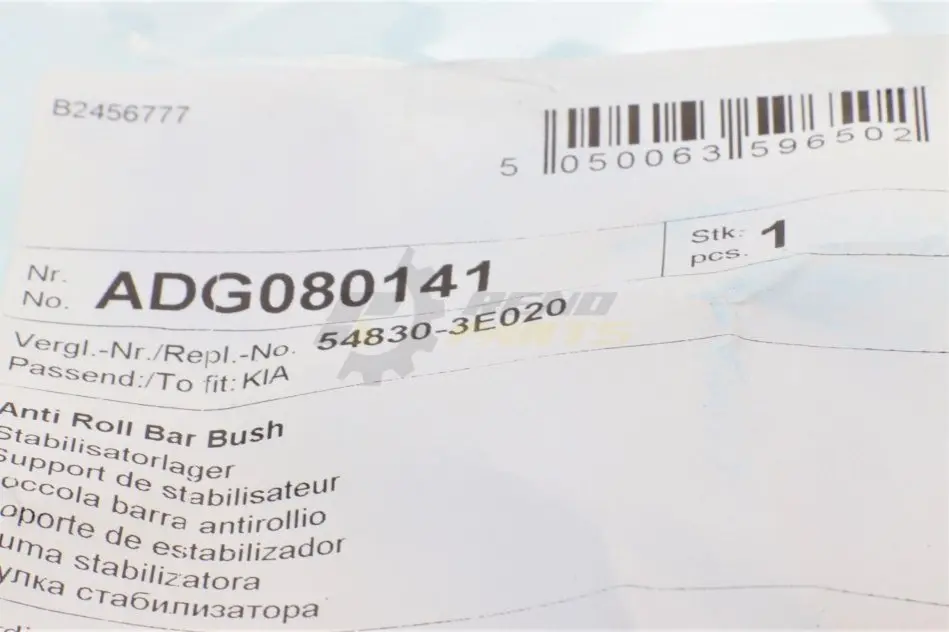 B2456777
5 050063 596502
Nr.
No. ADG080141
Stk:
pcs. 1
Vergl.-Nr./Repl.-No. 54830-3E020
Passend:/To fit: KIA
BEND
PARTS
Anti Roll Bar Bush
Stabilisatorlager
Support de stabilisateur
occola barra antirollio
oporte de estabilizador
uma stabilizatora
улка стабилизатора